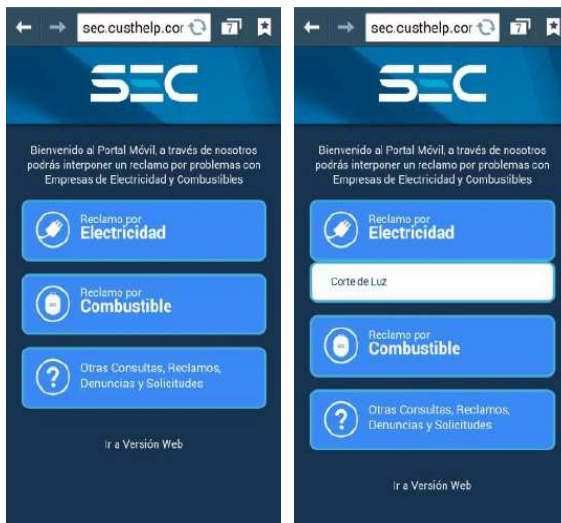 sec.custhelp.cor
7
SEC
Bienvenido al Portal Móvil, a través de nosotros
podrás interponer un reclamo por problemas con
Empresas de Electricidad y Combustibles
Reclamo por
Electricidad
Reclamo por
Combustible
?
Otras Consultas, Reclamos,
Denuncias y Solicitudes
Ir a Versión Web
sec.custhelp.cor
7
SEC
Bienvenido al Portal Móvil, a través de nosotros
podrás interponer un reclamo por problemas con
Empresas de Electricidad y Combustibles
Reclamo por
Electricidad
Corte de Luz
Reclamo por
Combustible
?
Otras Consultas, Reclamos,
Denuncias y Solicitudes
Ir a Versión Web